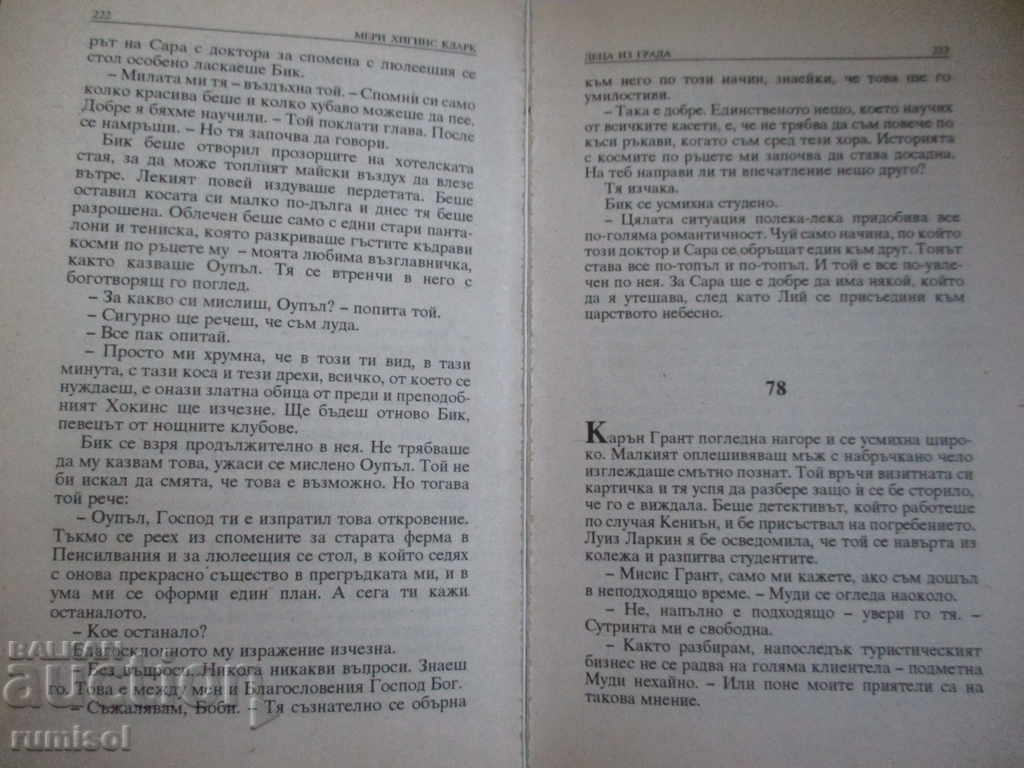 222
МЕРИ ХИГИНС КЛАРК
рът на Сара с доктора за спомена с люлеещия се
стол особено ласкаеше Бик.
– Милата ми тя – въздъхна той. – Спомни си само
колко красива беше и колко хубаво можеше да пее.
Добре я бяхме научили. – Той поклати глава. После
се намръщи. – Но тя започва да говори.
Бик беше отворил прозорците на хотелската
стая, за да може топлият майски въздух да влезе
вътре. Лекият повей издуваше пердетата. Беше
оставил косата си малко по-дълга и днес тя беше
разрошена. Облечен беше само с едни стари панта-
лони и тениска, която разкриваше гъстите къдрави
косми по ръцете му – моята любима възглавничка,
както казваше Оупъл. Тя се втренчи в него с
боготворящ го поглед.
– За какво си мислиш, Оупъл? – попита той.
– Сигурно ще речеш, че съм луда.
– Все пак опитай.
– Просто ми хрумна, че в този ти вид, в тази
минута, с тази коса и тези дрехи, всичко, от което се
нуждаеш, е онази златна обица от преди и преподоб-
ният Хокинс ще изчезне. Ще бъдеш отново Бик,
певецът от нощните клубове.
Бик се взря продължително в нея. Не трябваше
да му казвам това, ужаси се мислено Оупъл. Той не
би искал да смята, че това е възможно. Но тогава
той рече:
– Оупъл, Господ ти е изпратил това откровение.
Тъкмо се реех из спомените за старата ферма в
Пенсилвания и за люлеещия се стол, в който седях
с онова прекрасно същество в прегръдката ми, и в
ума ми се оформи един план. А сега ти кажи
останалото.
– Кое останало?
Благосклонното му изражение изчезна.
– Без въпроси. Никога никакви въпроси. Знаеш
го. Това е между мен и Благословения Господ Бог.
– Съжалявам, Боби. – Тя съзнателно се обърна
ДЕЦА ИЗ ГРАДА
223
към него по този начин, знаейки, че това ще го
умилостиви.
– Така е добре. Единственото нещо, което научих
от всичките касети, е, че не трябва да съм повече по
къси ръкави, когато съм сред тези хора. Историята
с космите по ръцете ми започва да става досадна.
На теб направи ли ти впечатление нещо друго?
Тя изчака.
Бик се усмихна студено.
– Цялата ситуация полека-лека придобива все
по-голяма романтичност. Чуй само начина, по който
този доктор и Сара се обръщат един към друг. Тонът
става все по-топъл и по-топъл. И той е все по-увле-
чен по нея. За Сара ще е добре да има някой, който
да я утешава, след като Лий се присъедини към
царството небесно.
78
Карън Грант погледна нагоре и се усмихна широ-
ко. Малкият оплешивяващ мъж с набръчкано чело
изглеждаше смътно познат. Той връчи визитната си
картичка и тя успя да разбере защо ѝ се бе сторило,
че го е виждала. Беше детективът, който работеше
по случая Кениън, и бе присъствал на погребението.
Луиз Ларкин я бе осведомила, че той се навърта из
колежа и разпитва студентите.
– Мисис Грант, само ми кажете, ако съм дошъл
в неподходящо време. – Муди се огледа наоколо.
– Не, напълно е подходящо – увери го тя. –
Сутринта ми е свободна.
– Както разбирам, напоследък туристическият
бизнес не се радва на голяма клиентела – подметна
Муди нехайно. – Или поне моите приятели са на
такова мнение.
BALKAN
auction
rumisol